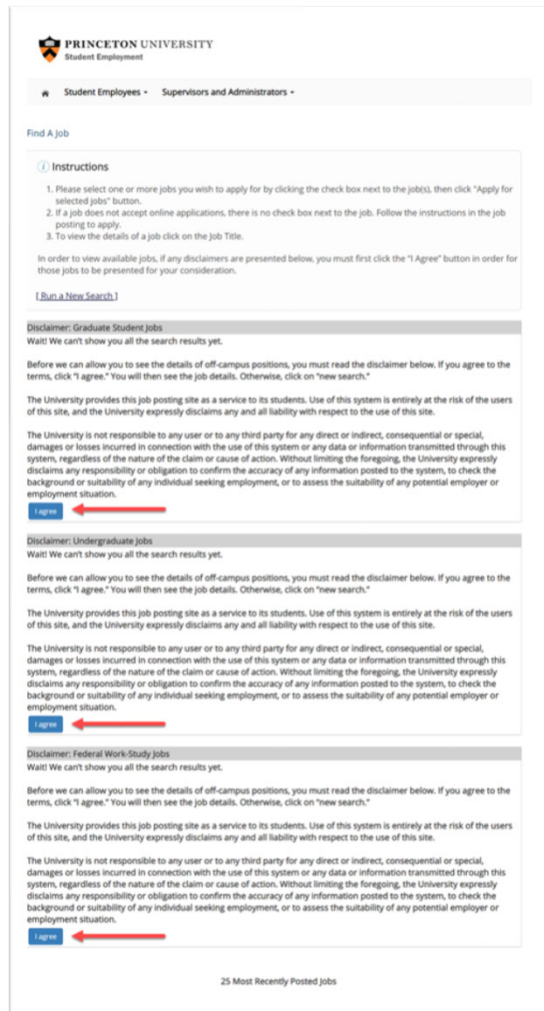 PRINCETON UNIVERSITY
Student Employment
Student Employees
Supervisors and Administrators
Find A Job
Instructions
1. Please select one or more jobs you wish to apply for by clicking the check box next to the job(s), then click "Apply for
selected jobs" button.
2. If a job does not accept online applications, there is no check box next to the job. Follow the instructions in the job
posting to apply.
3. To view the details of a job click on the Job Title.
In order to view available jobs, if any disclaimers are presented below, you must first click the "I Agree" button in order for
those jobs to be presented for your consideration.
[ Run a New Search ]
Disclaimer: Graduate Student Jobs
Wait! We can't show you all the search results yet.
Before we can allow you to see the details of off-campus positions, you must read the disclaimer below. If you agree to the
terms, click "I agree." You will then see the job details. Otherwise, click on "new search."
The University provides this job posting site as a service to its students. Use of this system is entirely at the risk of the users
of this site, and the University expressly disclaims any and all liability with respect to the use of this site.
The University is not responsible to any user or to any third party for any direct or indirect, consequential or special,
damages or losses incurred in connection with the use of this system or any data or information transmitted through this
system, regardless of the nature of the claim or cause of action. Without limiting the foregoing, the University expressly
disclaims any responsibility or obligation to confirm the accuracy of any information posted to the system, to check the
background or suitability of any individual seeking employment, or to assess the suitability of any potential employer or
employment situation.
I agree
Disclaimer: Undergraduate Jobs
Wait! We can't show you all the search results yet.
Before we can allow you to see the details of off-campus positions, you must read the disclaimer below. If you agree to the
terms, click "I agree." You will then see the job details. Otherwise, click on "new search."
The University provides this job posting site as a service to its students. Use of this system is entirely at the risk of the users
of this site, and the University expressly disclaims any and all liability with respect to the use of this site.
The University is not responsible to any user or to any third party for any direct or indirect, consequential or special,
damages or losses incurred in connection with the use of this system or any data or information transmitted through this
system, regardless of the nature of the claim or cause of action. Without limiting the foregoing, the University expressly
disclaims any responsibility or obligation to confirm the accuracy of any information posted to the system, to check the
background or suitability of any individual seeking employment, or to assess the suitability of any potential employer or
employment situation.
I agree
Disclaimer: Federal Work-Study Jobs
Wait! We can't show you all the search results yet.
Before we can allow you to see the details of off-campus positions, you must read the disclaimer below. If you agree to the
terms, click "I agree." You will then see the job details. Otherwise, click on "new search."
The University provides this job posting site as a service to its students. Use of this system is entirely at the risk of the users
of this site, and the University expressly disclaims any and all liability with respect to the use of this site.
The University is not responsible to any user or to any third party for any direct or indirect, consequential or special,
damages or losses incurred in connection with the use of this system or any data or information transmitted through this
system, regardless of the nature of the claim or cause of action. Without limiting the foregoing, the University expressly
disclaims any responsibility or obligation to confirm the accuracy of any information posted to the system, to check the
background or suitability of any individual seeking employment, or to assess the suitability of any potential employer or
employment situation.
I agree
25 Most Recently Posted Jobs